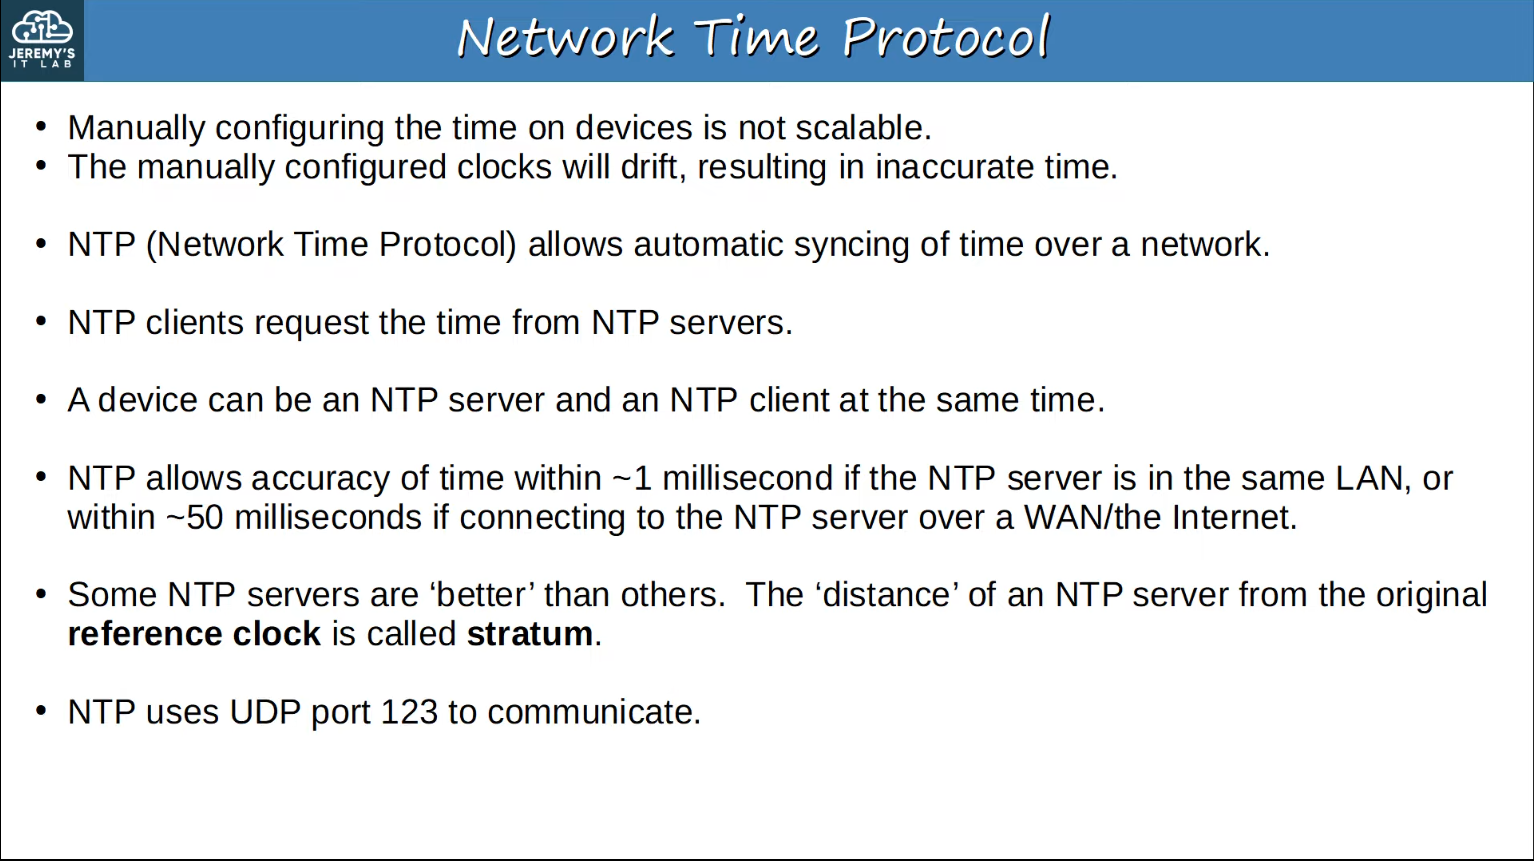 JEREMY'S
IT LAB
Network Time Protocol
• Manually configuring the time on devices is not scalable.
• The manually configured clocks will drift, resulting in inaccurate time.
• NTP (Network Time Protocol) allows automatic syncing of time over a network.
• NTP clients request the time from NTP servers.
• A device can be an NTP server and an NTP client at the same time.
• NTP allows accuracy of time within ~1 millisecond if the NTP server is in the same LAN, or
within ~50 milliseconds if connecting to the NTP server over a WAN/the Internet.
• Some NTP servers are ‘better’ than others.  The ‘distance’ of an NTP server from the original
reference clock is called stratum.
• NTP uses UDP port 123 to communicate.